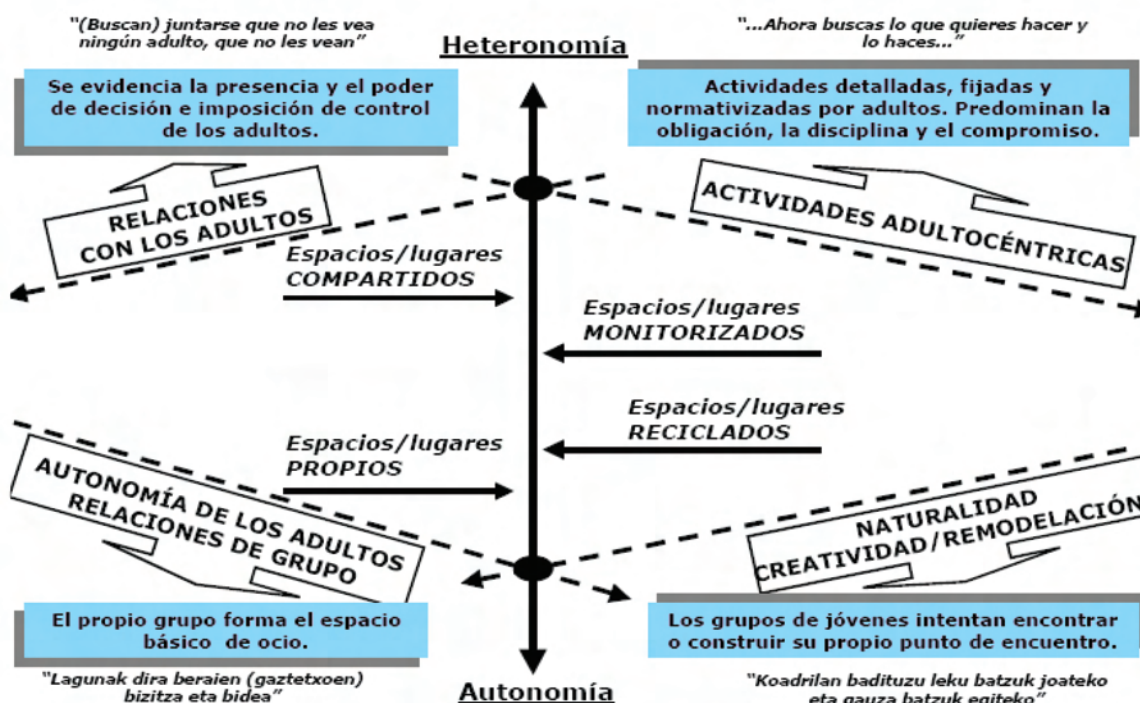 “(Buscan) juntarse que no les vea
ningún adulto, que no les vean”
Heteronomía
“...Ahora buscas lo que quieres hacer y
lo haces...”
Se evidencia la presencia y el poder
de decisión e imposición de control
de los adultos.
Actividades detalladas, fijadas y
normativizadas por adultos. Predominan la
obligación, la disciplina y el compromiso.
RELACIONES
CON LOS ADULTOS
ACTIVIDADES ADULTOCÉNTRICAS
Espacios/lugares
COMPARTIDOS
Espacios/lugares
MONITORIZADOS
Espacios/lugares
RECICLADOS
Espacios/lugares
PROPIOS
AUTONOMÍA DE LOS ADULTOS
RELACIONES DE GRUPO
NATURALIDAD
CREATIVIDAD/REMODELACIÓN
El propio grupo forma el espacio
básico de ocio.
Los grupos de jóvenes intentan encontrar
o construir su propio punto de encuentro.
“Lagunak dira beraien (gaztetxoen)
bizitza eta bidea”
Autonomía
“Koadrilan badituzu leku batzuk joateko
eta gauza batzuk egiteko”